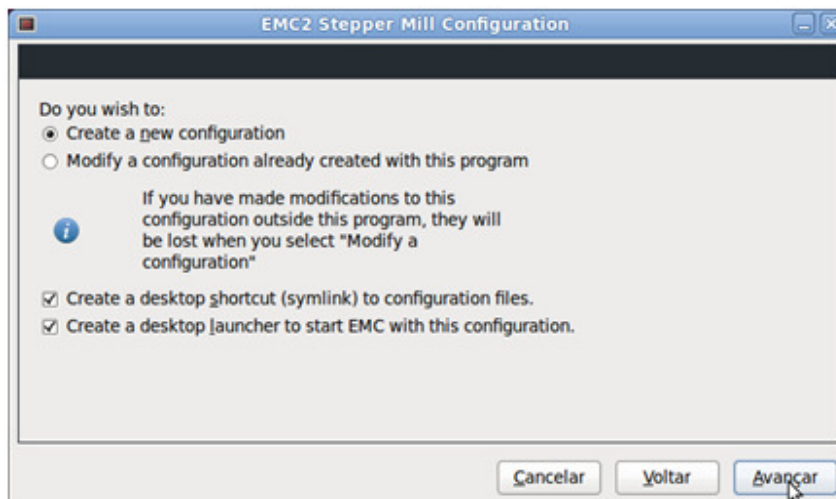 EMC2 Stepper Mill Configuration
Do you wish to:
Create a new configuration
Modify a configuration already created with this program
If you have made modifications to this
configuration outside this program, they will
be lost when you select "Modify a
configuration"
Create a desktop shortcut (symlink) to configuration files.
Create a desktop launcher to start EMC with this configuration.
Cancelar Voltar Avançar